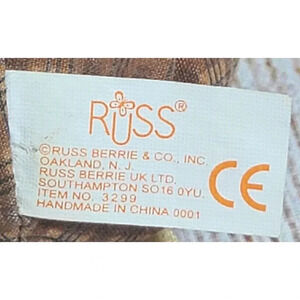 RUSS®
©RUSS BERRIE & CO., INC.
OAKLAND, N. J.
RUSS BERRIE UK LTD.
SOUTHAMPTON SO16 0YU.
ITEM NO. 3299
HANDMADE IN CHINA 0001
CE